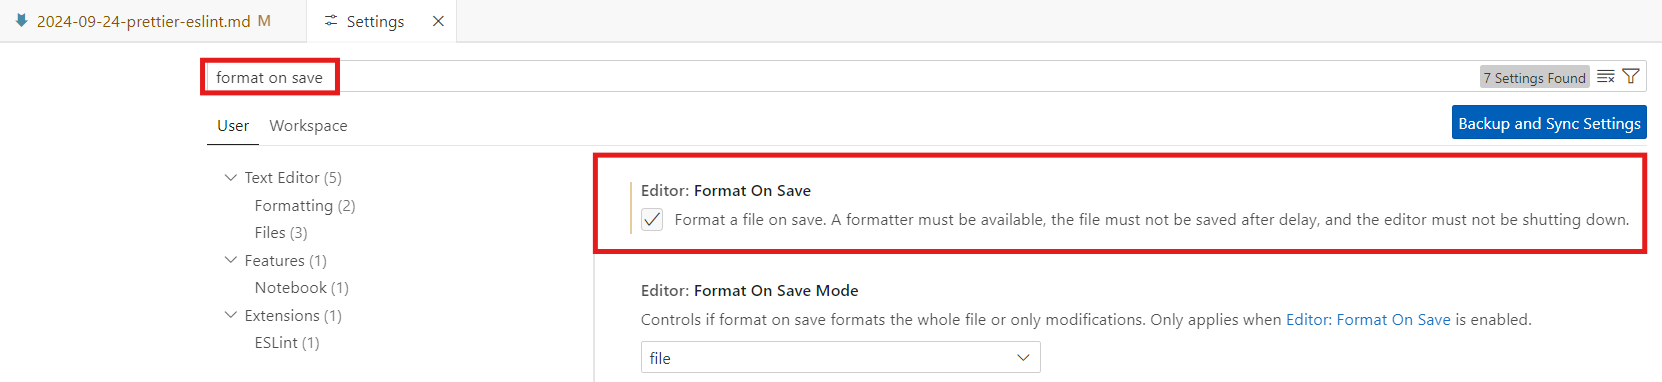 2024-09-24-prettier-eslint.md M
Settings
format on save
7 Settings Found
User
Workspace
Backup and Sync Settings
Text Editor (5)
Formatting (2)
Files (3)
Features (1)
Notebook (1)
Extensions (1)
ESLint (1)
Editor: Format On Save
Format a file on save. A formatter must be available, the file must not be saved after delay, and the editor must not be shutting down.
Editor: Format On Save Mode
Controls if format on save formats the whole file or only modifications. Only applies when Editor: Format On Save is enabled.
file